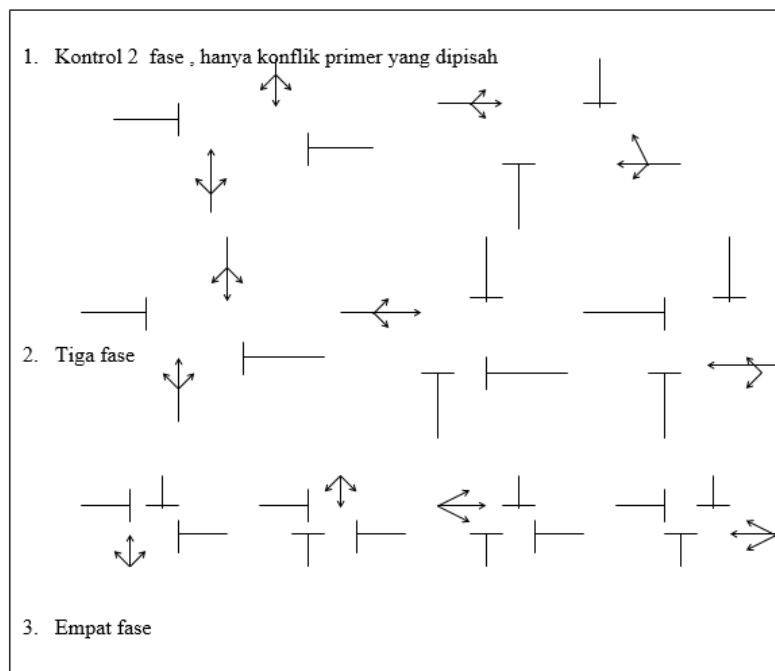 1. Kontrol 2 fase , hanya konflik primer yang dipisah
2. Tiga fase
3. Empat fase